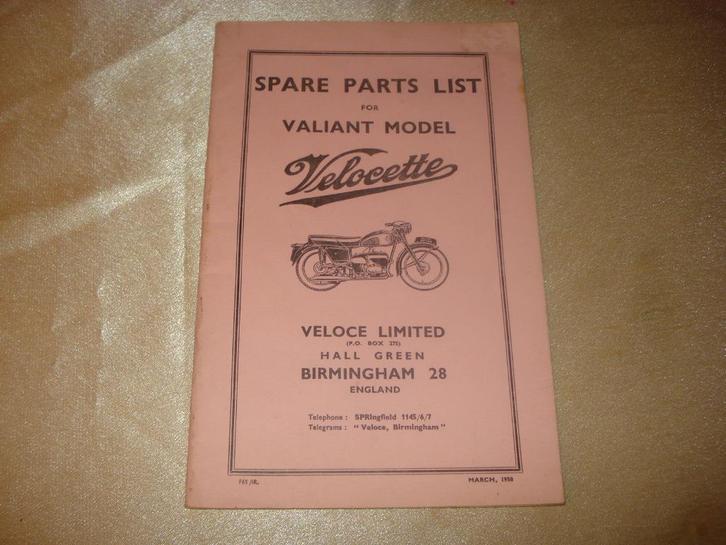 SPARE PARTS LIST
FOR
VALIANT MODEL
Velocette
VELOCE LIMITED
(P.O. BOX 275)
HALL GREEN
BIRMINGHAM 28
ENGLAND
Telephone : SPRingfield 1145/6/7
Telegrams : "Veloce, Birmingham"
MARCH, 1958